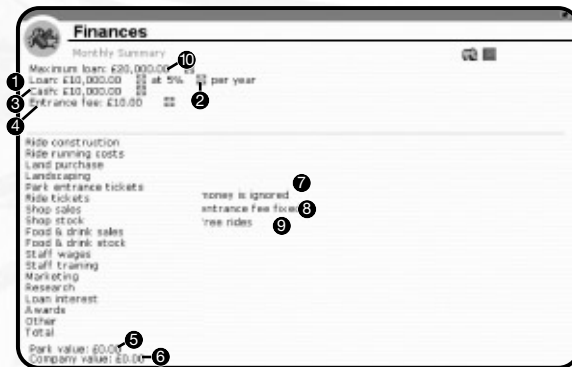 Finances
Monthly Summary
Maximum loan: £20,000.00 10
1 Loan: £10,000.00 at 5% per year
3 Cash: £10,000.00 2
4 Entrance fee: £10.00
Ride construction
Ride running costs
Land purchase
Landscaping
Park entrance tickets 7
Ride tickets money is ignored
Shop sales entrance fee fixed 8
Shop stock free rides 9
Food & drink sales
Food & drink stock
Staff wages
Staff training
Marketing
Research
Loan interest
Awards
Other
Total
Park value: £0.00 5
Company value: £0.00 6